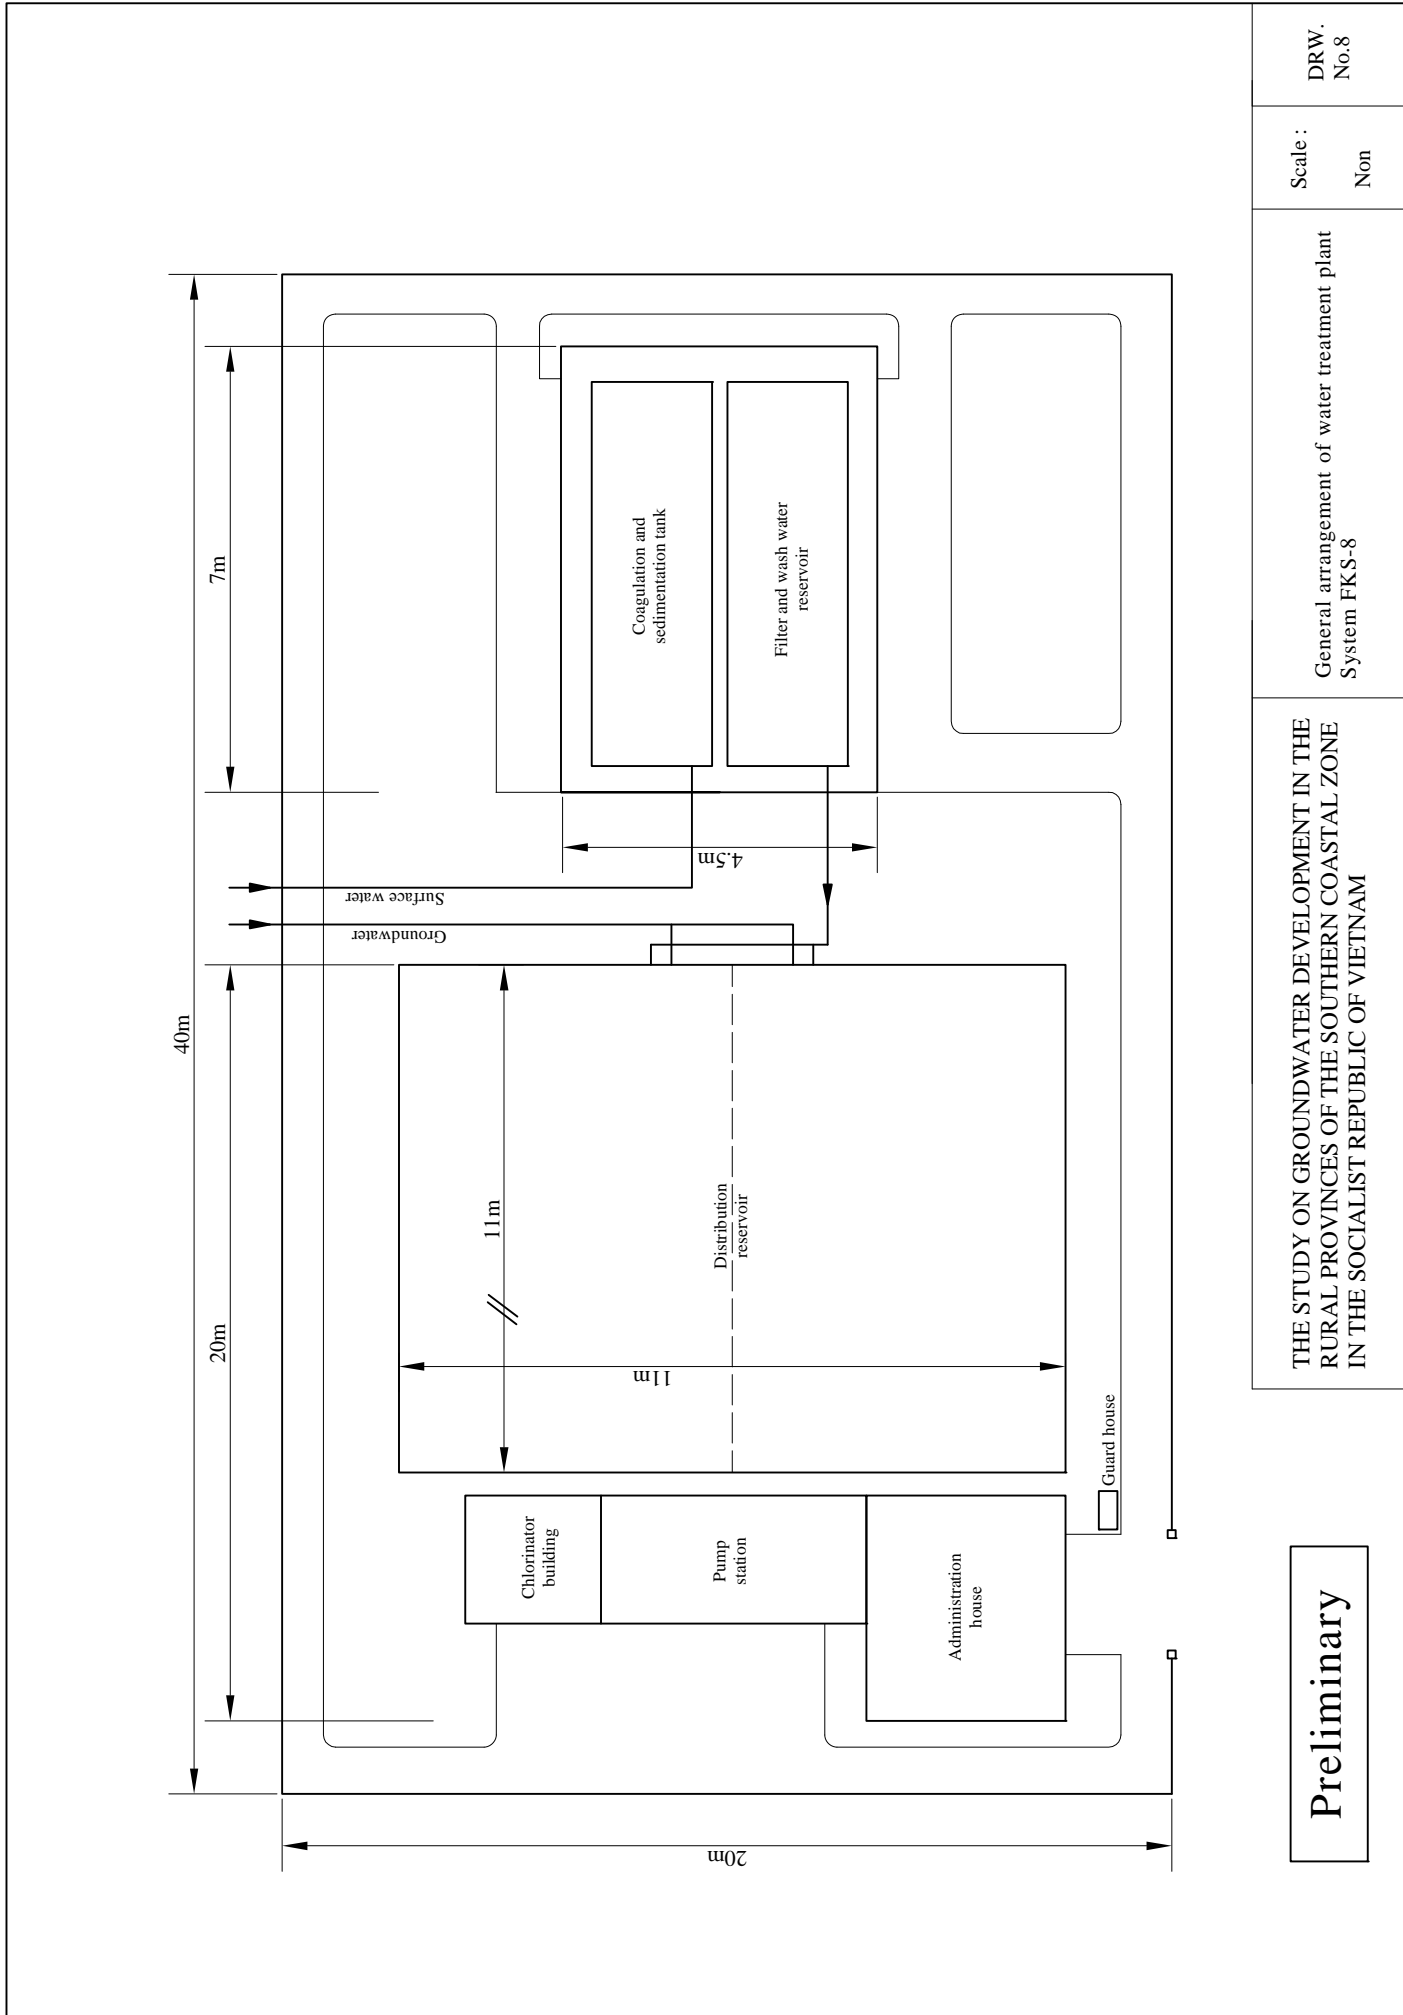 40m
20m
7m
11m
11m
4.5m
20m
Surface water
Groundwater
Coagulation and
sedimentation tank
Filter and wash water
reservoir
Distribution
reservoir
Chlorinator
building
Pump
station
Administration
house
Guard house
Preliminary
THE STUDY ON GROUNDWATER DEVELOPMENT IN THE
RURAL PROVINCES OF THE SOUTHERN COASTAL ZONE
IN THE SOCIALIST REPUBLIC OF VIETNAM
General arrangement of water treatment plant
System FKS-8
Scale :
Non
DRW.
No.8